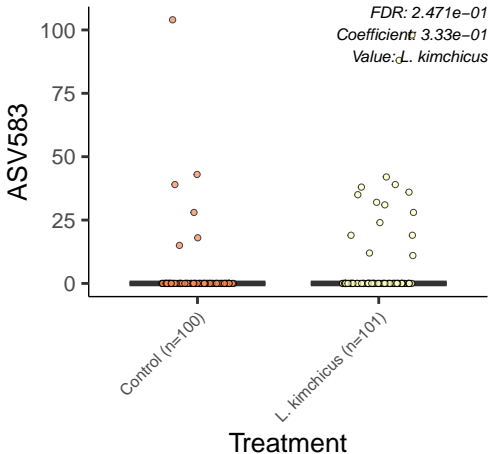 FDR: 2.471e−01
Coefficient: 3.33e−01
Value: L. kimchicus
100
75
50
25
0
ASV583
Control (n=100)
L. kimchicus (n=101)
Treatment